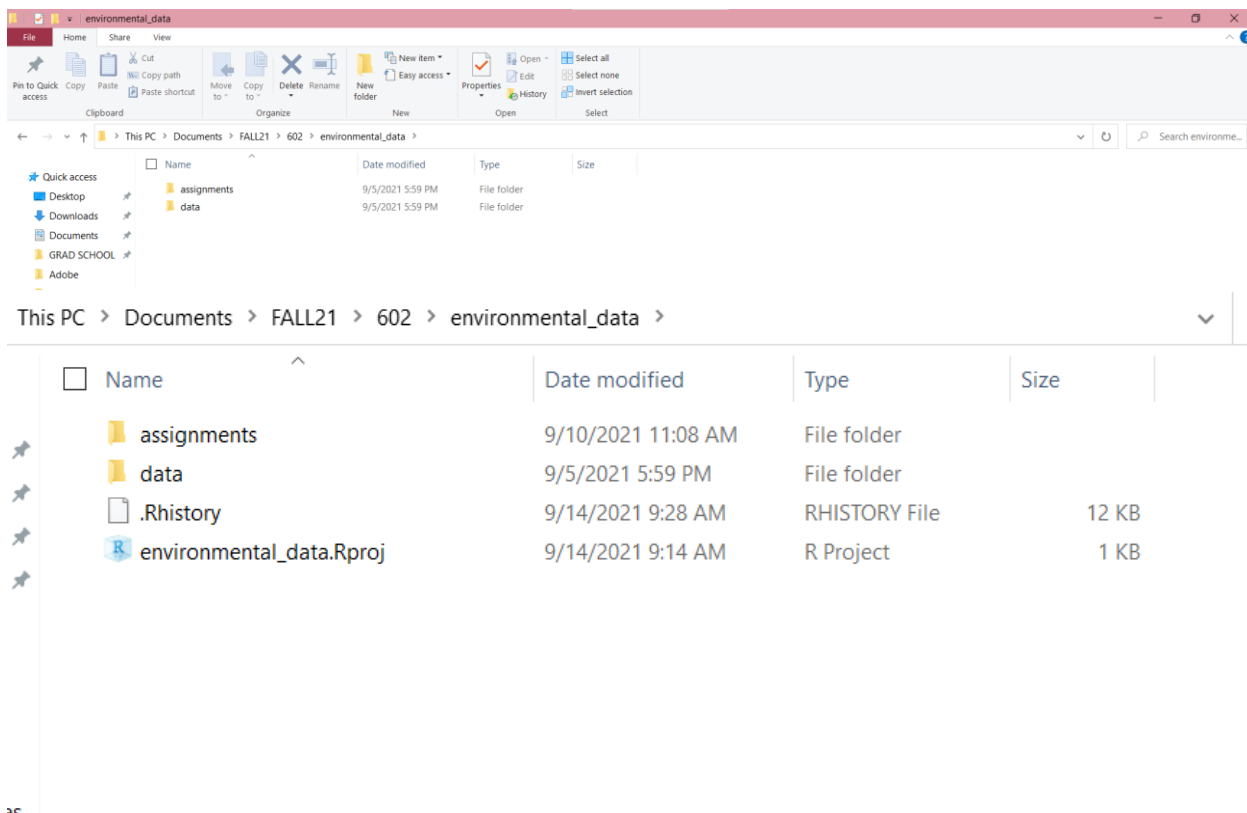 environmental_data
File Home Share View
Pin to Quick access Copy Paste Cut Copy path Paste shortcut Move to Copy to Delete Rename New folder New item Easy access Properties Open Edit History Select all Select none Invert selection
Clipboard Organize New Open Select
This PC > Documents > FALL21 > 602 > environmental_data > Search environme...
Name Date modified Type Size
Quick access
assignments 9/5/2021 5:59 PM File folder
Desktop
data 9/5/2021 5:59 PM File folder
Downloads
Documents
GRAD SCHOOL
Adobe
This PC > Documents > FALL21 > 602 > environmental_data >
Name Date modified Type Size
assignments 9/10/2021 11:08 AM File folder
data 9/5/2021 5:59 PM File folder
.Rhistory 9/14/2021 9:28 AM RHISTORY File 12 KB
environmental_data.Rproj 9/14/2021 9:14 AM R Project 1 KB